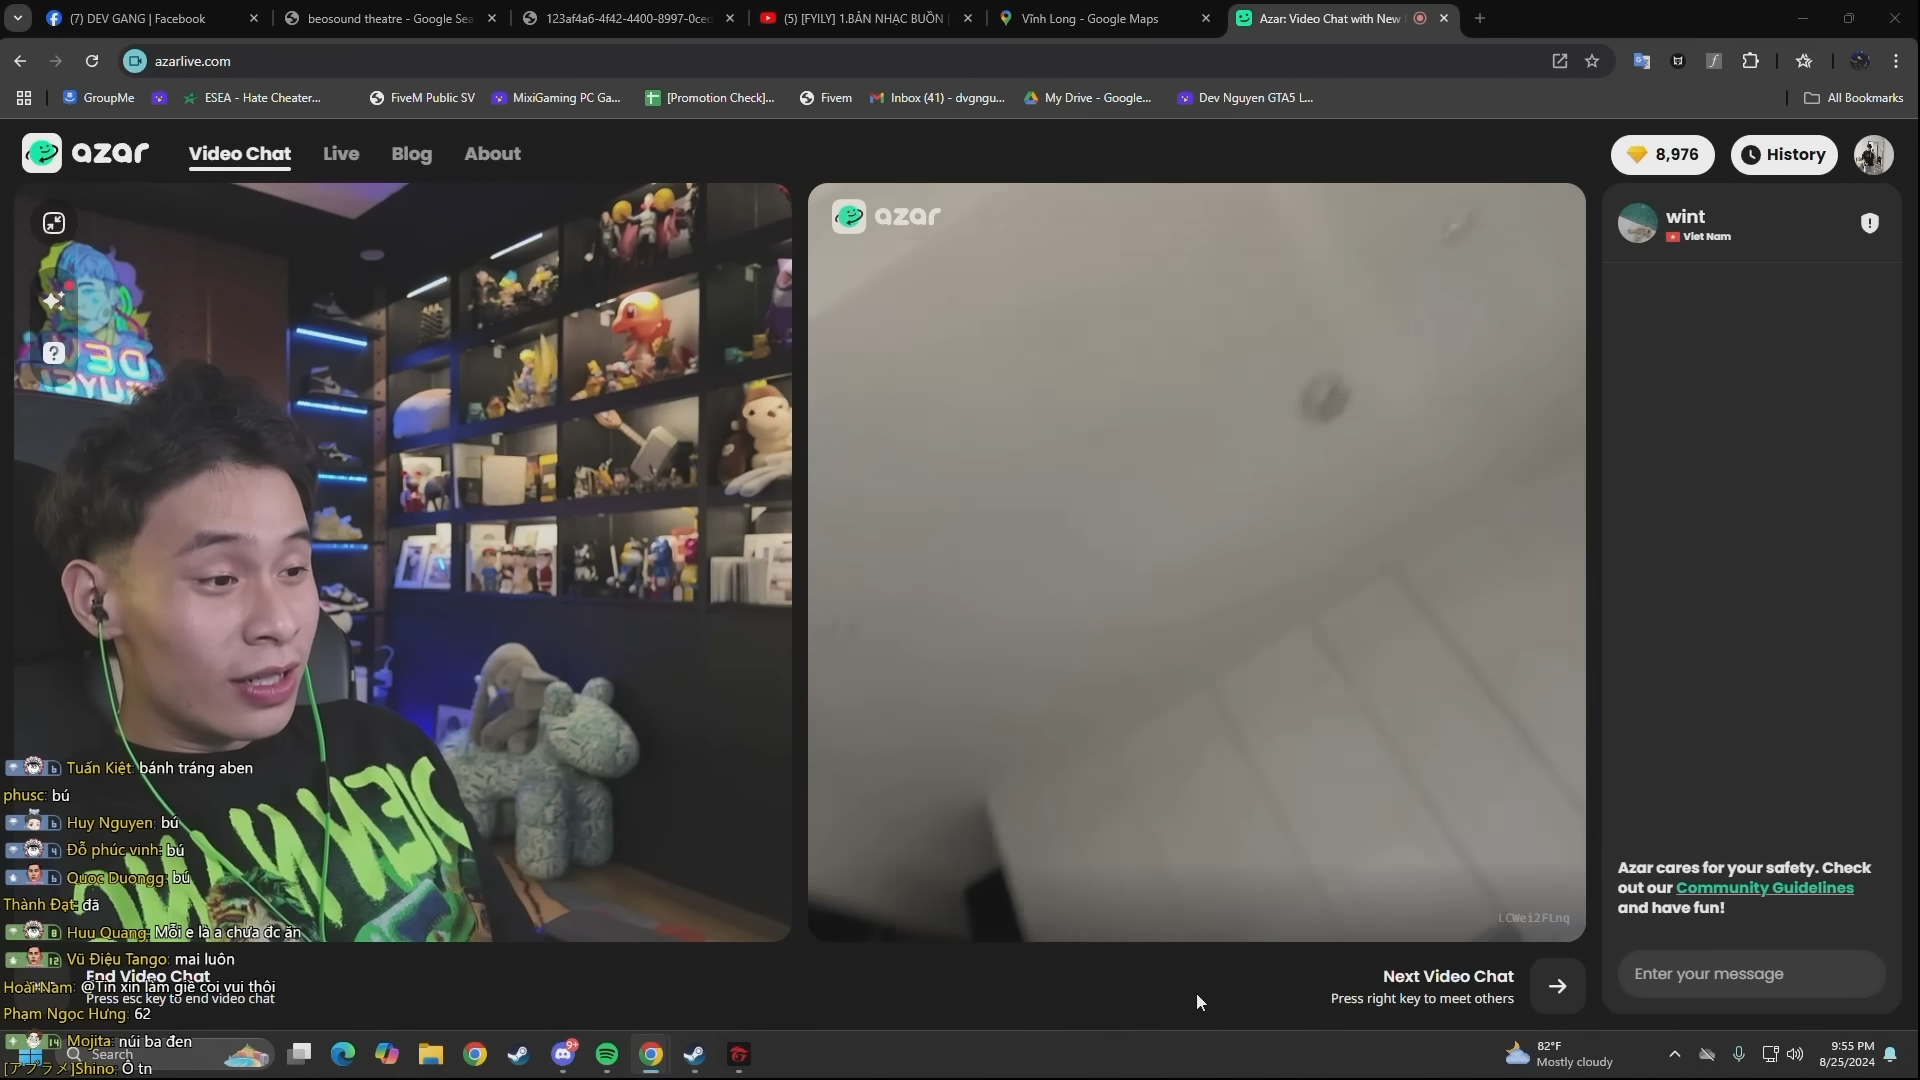 (7) DEV GANG | Facebook
beosound theatre - Google Sea
123af4a6-4f42-4400-8997-0ced
(5) [FYILY] 1.BẢN NHẠC BUỒN
Vĩnh Long - Google Maps
Azar: Video Chat with New
azarlive.com
GroupMe
ESEA - Hate Cheater...
FiveM Public SV
MixiGaming PC Ga...
[Promotion Check]...
Fivem
Inbox (41) - dvgngu...
My Drive - Google...
Dev Nguyen GTA5 L...
All Bookmarks
azar
Video Chat
Live
Blog
About
8,976
History
azar
wint
Viet Nam
Tuấn Kiệt: bánh tráng aben
phusc: bú
Huy Nguyen: bú
Đỗ phúc vinh: bú
Quoc Duongg: bú
Thành Đạt: đã
Huu Quang: Mỗi e là a chưa đc ăn
Vũ Điệu Tango: mai luôn
End Video Chat
Hoài Nam: @Tin xin làm giề coi vui thôi
Press esc key to end video chat
Phạm Ngọc Hưng: 62
Mojita: núi ba đen
[アプラメ]Shino: Ô tn
LCWei2FLnq
Next Video Chat
Press right key to meet others
Azar cares for your safety. Check
out our Community Guidelines
and have fun!
Enter your message
Search
82°F
Mostly cloudy
9:55 PM
8/25/2024